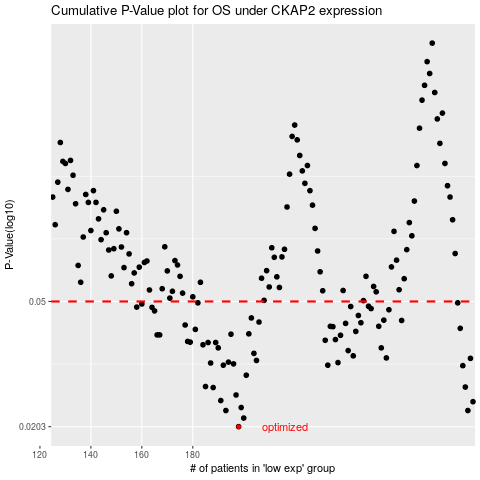 Cumulative P-Value plot for OS under CKAP2 expression
P-Value(log10)
0.05
0.0203
optimized
120 140 160 180
# of patients in 'low exp' group